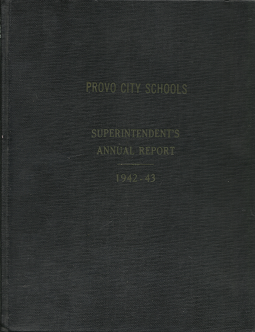 PROVO CITY SCHOOLS
SUPERINTENDENT'S
ANNUAL REPORT
1942-43